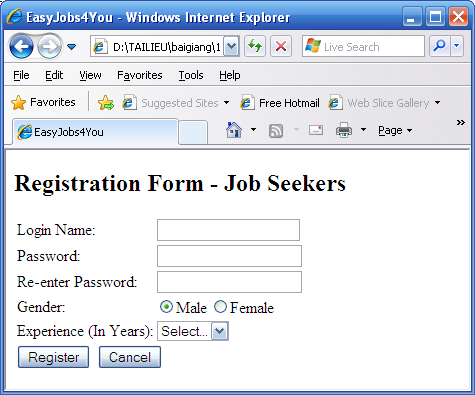 EasyJobs4You - Windows Internet Explorer
D:\TAILIEU\baigiang\1
Live Search
File Edit View Favorites Tools Help
Favorites Suggested Sites Free Hotmail Web Slice Gallery
EasyJobs4You Page »
Registration Form - Job Seekers
Login Name:
Password:
Re-enter Password:
Gender: Male Female
Experience (In Years): Select...
Register Cancel